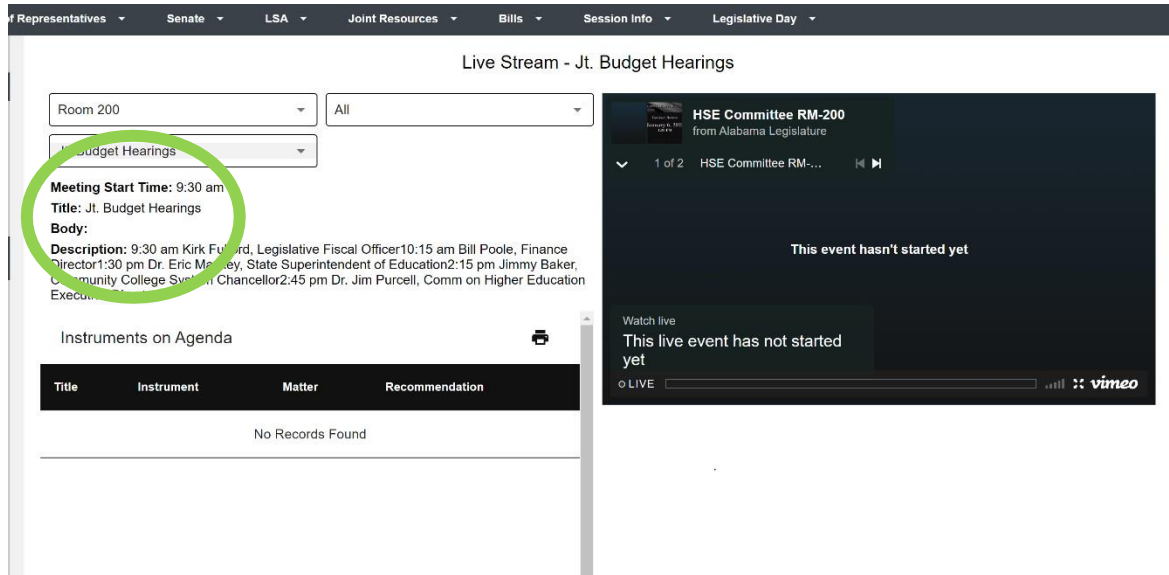 of Representatives Senate LSA Joint Resources Bills Session Info Legislative Day
Live Stream - Jt. Budget Hearings
Room 200
All
Budget Hearings
Meeting Start Time: 9:30 am
Title: Jt. Budget Hearings
Body:
Description: 9:30 am Kirk Legislative Fiscal Officer10:15 am Bill Poole, Finance
Director1:30 pm Dr. Eric State Superintendent of Education2:15 pm Jimmy Baker,
College Chancellor2:45 pm Dr. Jim Purcell, Comm on Higher Education
Instruments on Agenda
Title Instrument Matter Recommendation
No Records Found
HSE Committee RM-200
from Alabama Legislature
1 of 2 HSE Committee RM-...
This event hasn't started yet
Watch live
This live event has not started
yet
LIVE
vimeo